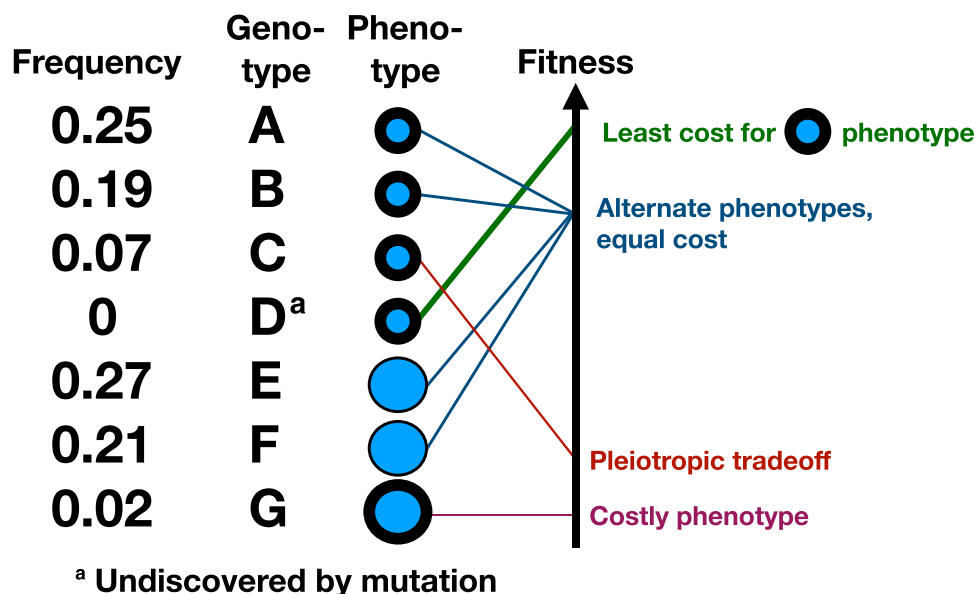 Frequency Geno-type Pheno-type Fitness
0.25 A Least cost for phenotype
0.19 B Alternate phenotypes,
equal cost
0.07 C
0 Dᵃ
0.27 E
0.21 F Pleiotropic tradeoff
0.02 G Costly phenotype
ᵃ Undiscovered by mutation